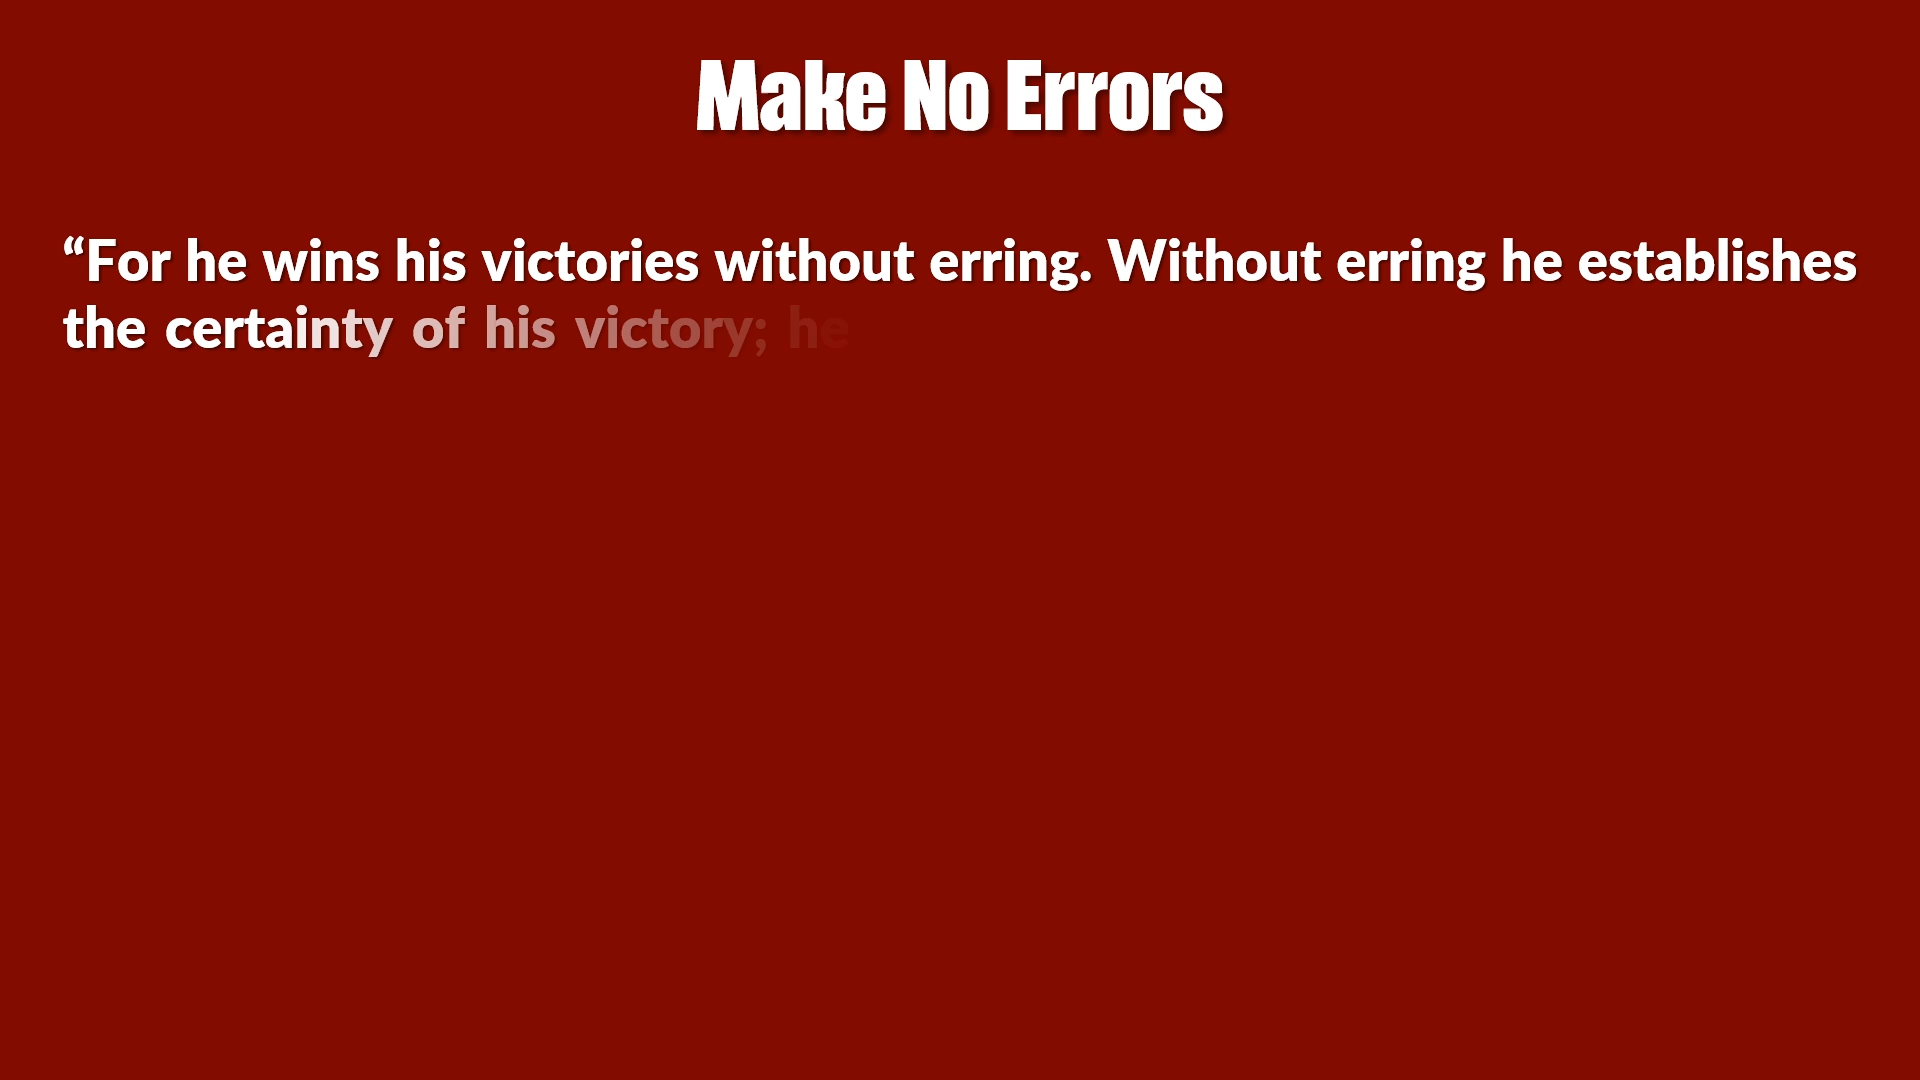 Make No Errors
“For he wins his victories without erring. Without erring he establishes
the certainty of his victory; he